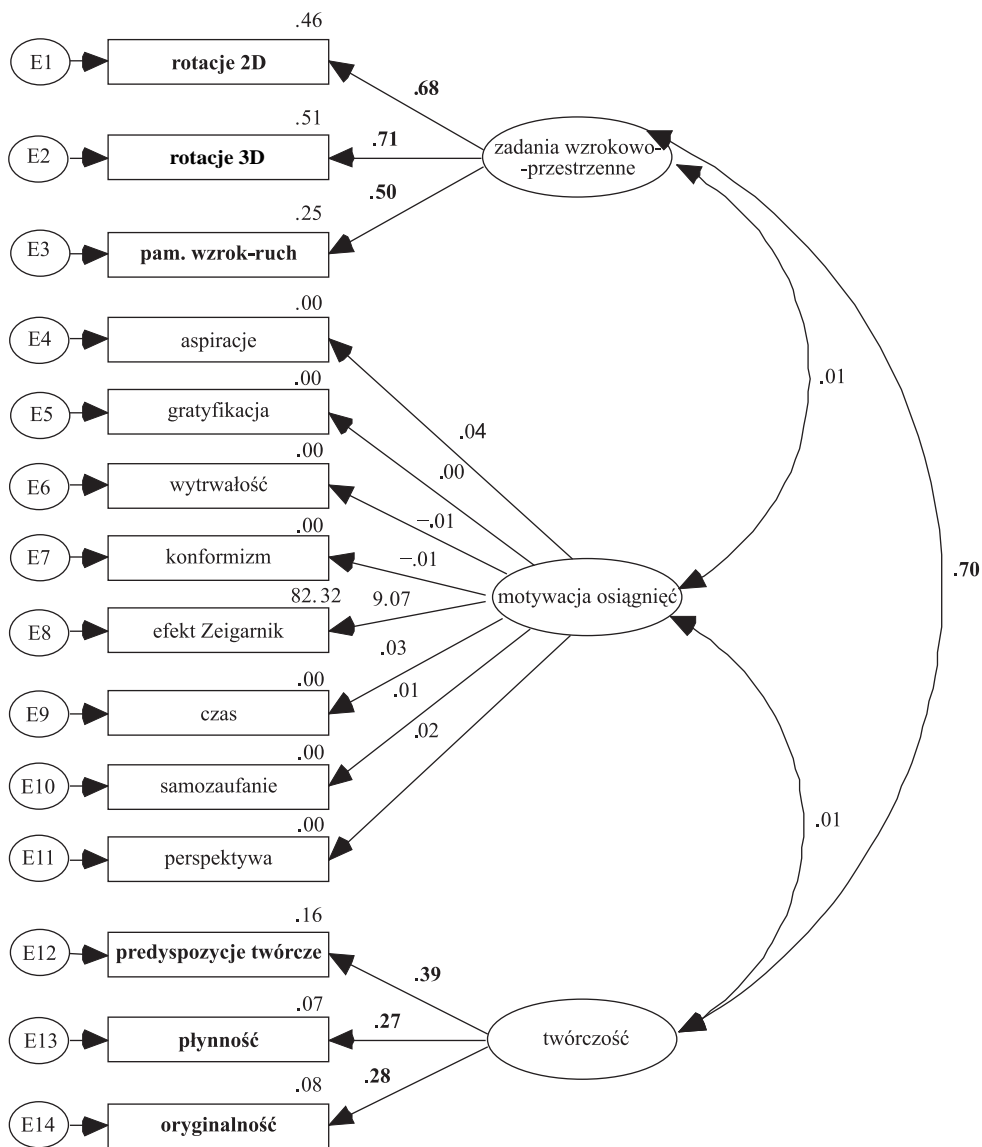 .46
E1
rotacje 2D
.68
.51
E2
rotacje 3D
.71
zadania wzrokowo-
-przestrzenne
.50
.25
E3
pam. wzrok-ruch
.00
E4
aspiracje
.01
.00
E5
gratyfikacja
.04
.00
.00
E6
wytrwałość
–.01
.00
E7
konformizm
–.01
.70
motywacja osiągnięć
82.32
9.07
E8
efekt Zeigarnik
.03
.00
E9
czas
.01
.02
.00
E10
samozaufanie
.00
E11
perspektywa
.01
.16
E12
predyspozycje twórcze
.39
.07
E13
płynność
.27
twórczość
.28
.08
E14
oryginalność